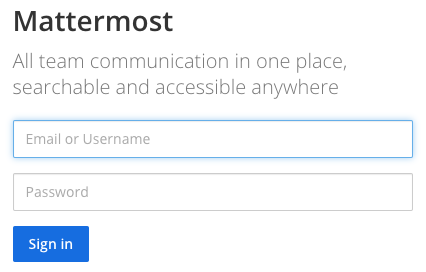 Mattermost
All team communication in one place,
searchable and accessible anywhere
Email or Username
Password
Sign in